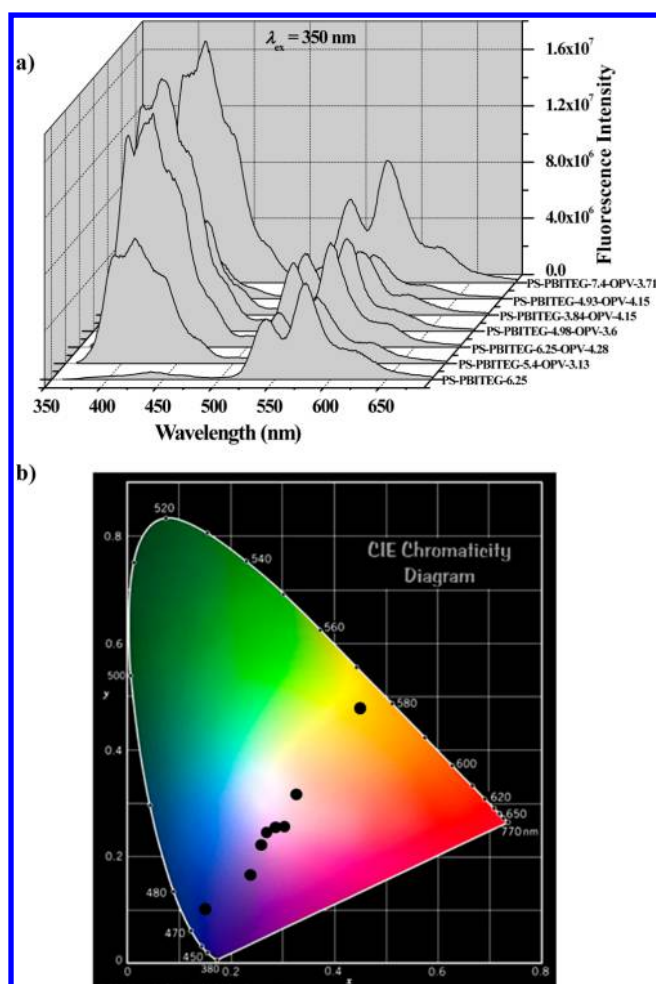 a)
λex = 350 nm
1.6x10⁷
1.2x10⁷
8.0x10⁶
4.0x10⁶
0.0
Fluorescence Intensity
PS-PBITEG-7.4-OPV-3.71
PS-PBITEG-4.93-OPV-4.15
PS-PBITEG-3.84-OPV-4.15
PS-PBITEG-4.98-OPV-3.6
PS-PBITEG-6.25-OPV-4.28
PS-PBITEG-5.4-OPV-3.13
PS-PBITEG-6.25
350 400 450 500 550 600 650
Wavelength (nm)
b)
CIE Chromaticity
Diagram
520
540
560
580
600
620
650
770 nm
500
480
470
450
380
0.8
0.6
y
0.4
0.2
0
0 0.2 0.4 0.6 0.8
x